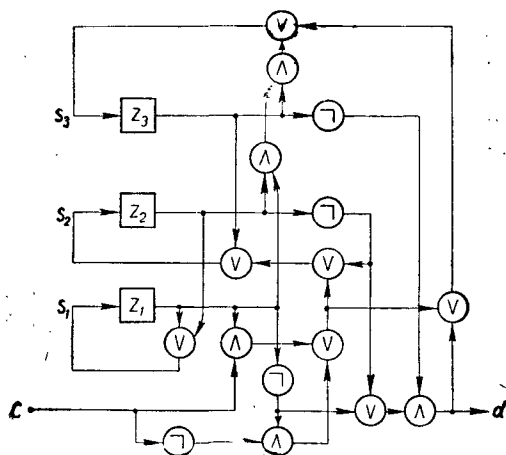 ∨
∧
S₃ Z₃ ¬
∧
S₂ Z₂ ¬
∨ ∨
S₁ Z₁ ∨
∨ ∧ ∨
¬
C ∨ ∧ d
¬ ∧